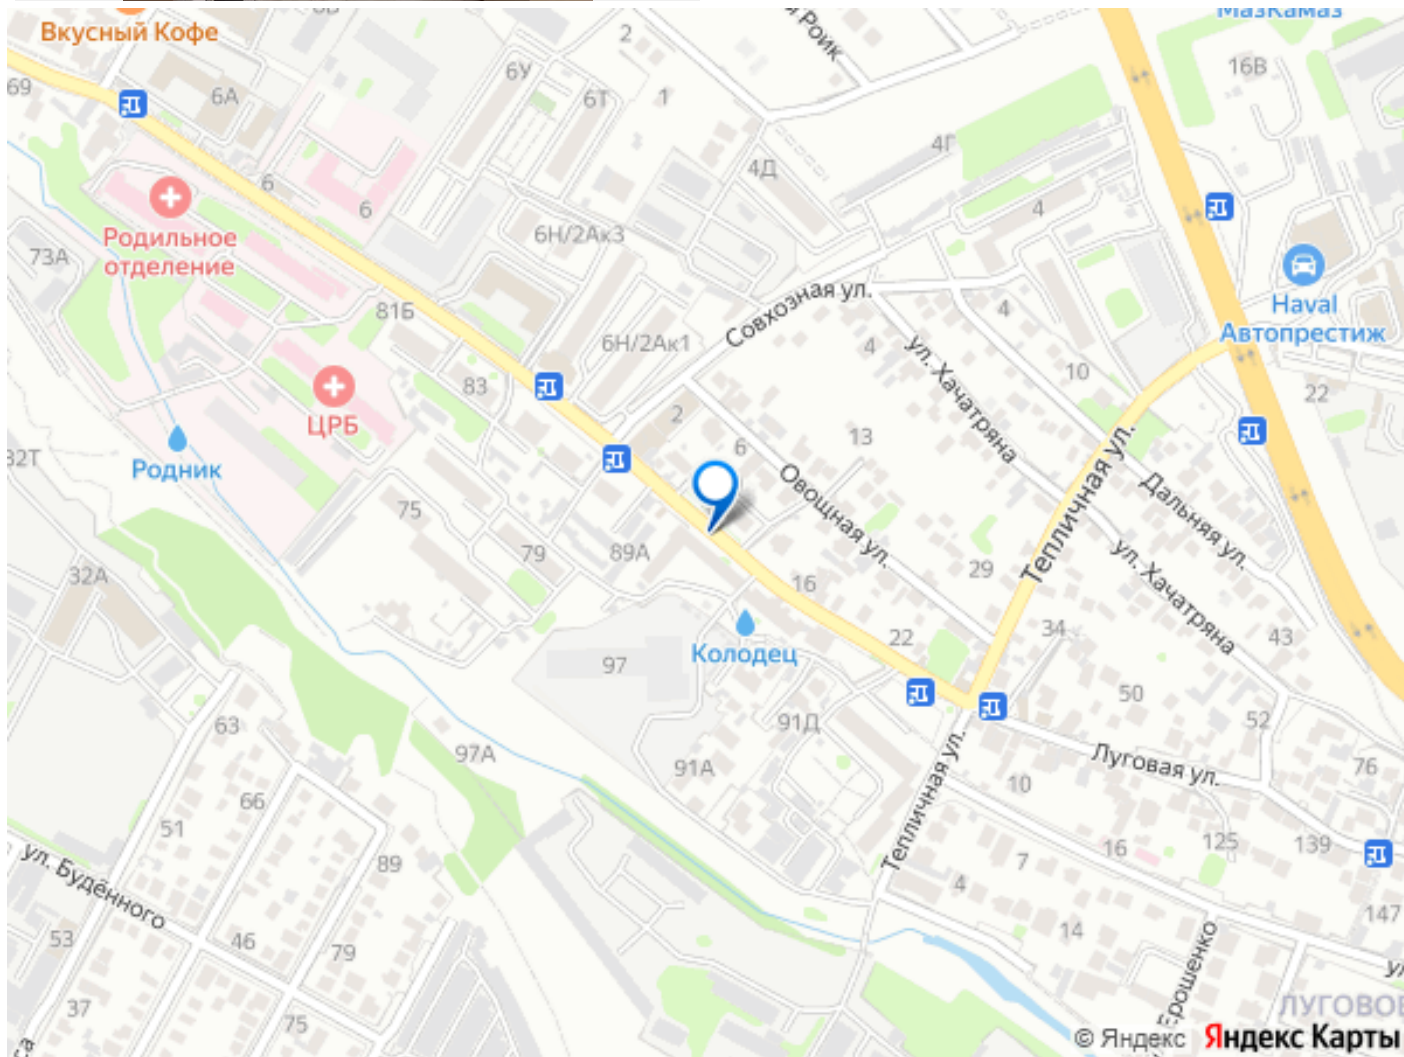 МазКамаз
Вкусный Кофе
я Роик
2
16В
6У
69
6А
6Т
1
4Г
4Д
6
6
4
Родильное
отделение
6Н/2Ак3
73А
Haval
Автопрестиж
81Б
Совхозная ул.
4
6Н/2Ак1
4
ул. Хачатряна
10
83
22
ЦРБ
2
6
13
32Т
Родник
Овощная ул.
Тепличная ул.
Дальняя ул.
75
79
89А
29
ул. Хачатряна
32А
16
34
43
22
Колодец
97
50
63
91Д
52
97А
91А
Тепличная ул.
Луговая ул.
76
10
66
51
125
139
16
89
7
ул. Будённого
4
147
14
53
46
79
Ерошенко
ул
37
75
са
ЛУГОВОЕ
© Яндекс Яндекс Карты